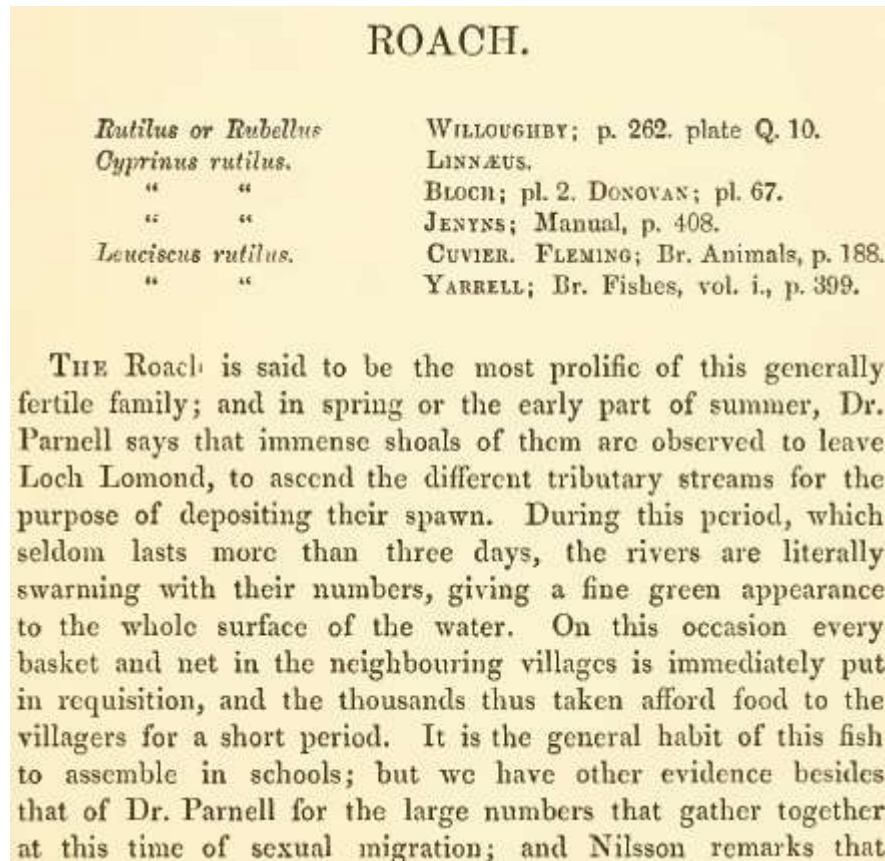 ROACH.
Rutilus or Rubellus WILLOUGHBY; p. 262. plate Q. 10.
Cyprinus rutilus. LINNÆUS.
“ “ BLOCH; pl. 2. DONOVAN; pl. 67.
“ “ JENYNS; Manual, p. 408.
Leuciscus rutilus. CUVIER. FLEMING; Br. Animals, p. 188.
“ “ YARRELL; Br. Fishes, vol. i., p. 399.
THE Roach is said to be the most prolific of this generally
fertile family; and in spring or the early part of summer, Dr.
Parnell says that immense shoals of them are observed to leave
Loch Lomond, to ascend the different tributary streams for the
purpose of depositing their spawn. During this period, which
seldom lasts more than three days, the rivers are literally
swarming with their numbers, giving a fine green appearance
to the whole surface of the water. On this occasion every
basket and net in the neighbouring villages is immediately put
in requisition, and the thousands thus taken afford food to the
villagers for a short period. It is the general habit of this fish
to assemble in schools; but we have other evidence besides
that of Dr. Parnell for the large numbers that gather together
at this time of sexual migration; and Nilsson remarks that